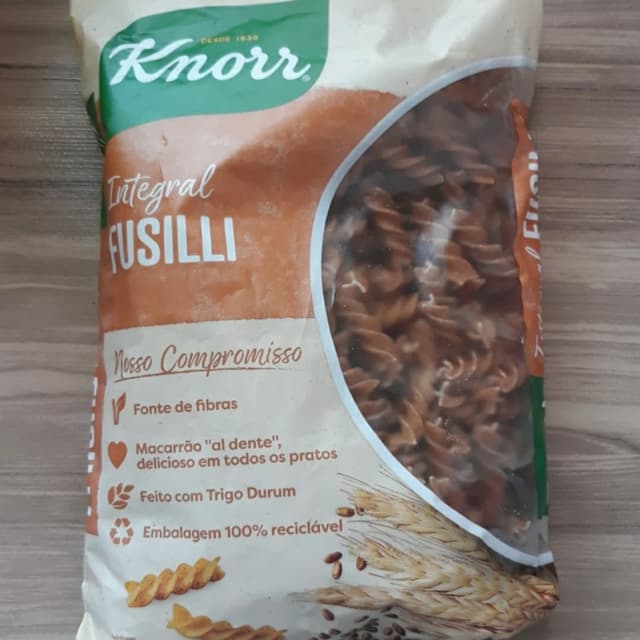 DESDE 1838
Knorr®
Integral
FUSILLI
Nosso Compromisso
Fonte de fibras
Macarrão "al dente",
delicioso em todos os pratos
Feito com Trigo Durum
Embalagem 100% reciclável